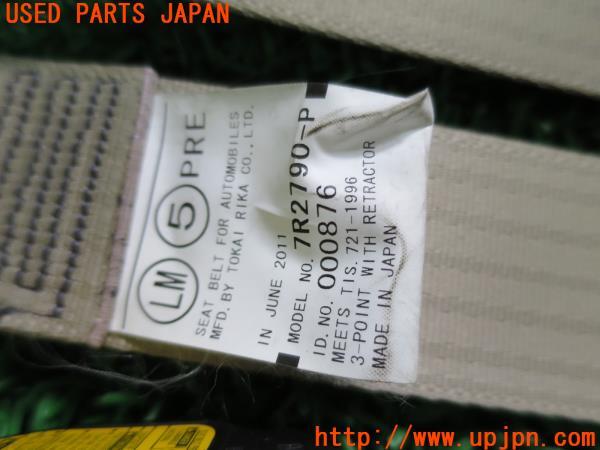 USED PARTS JAPAN
LM 5 PRE
SEAT BELT FOR AUTOMOBILES
MFD. BY TOKAI RIKA CO., LTD.
IN JUNE 2011
MODEL NO. 7R2790-P
ID. NO. 000876
MEETS TIS. 721-1996
3-POINT WITH RETRACTOR
MADE IN JAPAN
UPJ http://www.upjpn.com